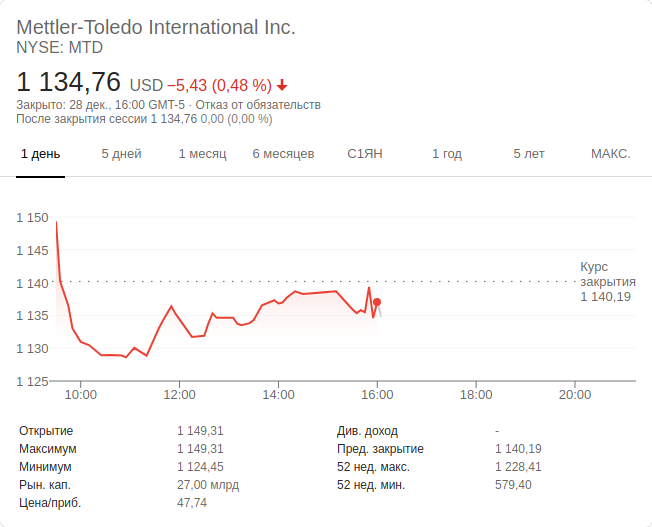 Mettler-Toledo International Inc.
NYSE: MTD
1 134,76 USD −5,43 (0,48 %)
Закрыто: 28 дек., 16:00 GMT-5 · Отказ от обязательств
После закрытия сессии 1 134,76 0,00 (0,00 %)
1 день 5 дней 1 месяц 6 месяцев С1ЯН 1 год 5 лет МАКС.
1 150
1 145
1 140
1 135
1 130
1 125
Курс
закрытия
1 140,19
10:00 12:00 14:00 16:00 18:00 20:00
Открытие 1 149,31 Див. доход -
Максимум 1 149,31 Пред. закрытие 1 140,19
Минимум 1 124,45 52 нед. макс. 1 228,41
Рын. кап. 27,00 млрд 52 нед. мин. 579,40
Цена/приб. 47,74